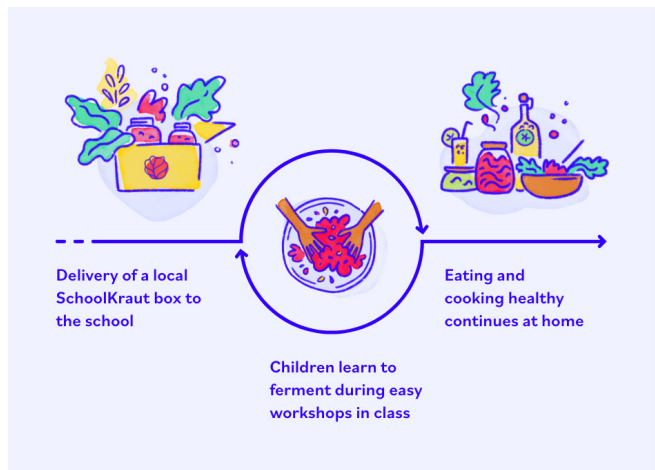 Delivery of a local
SchoolKraut box to
the school
Children learn to
ferment during easy
workshops in class
Eating and
cooking healthy
continues at home